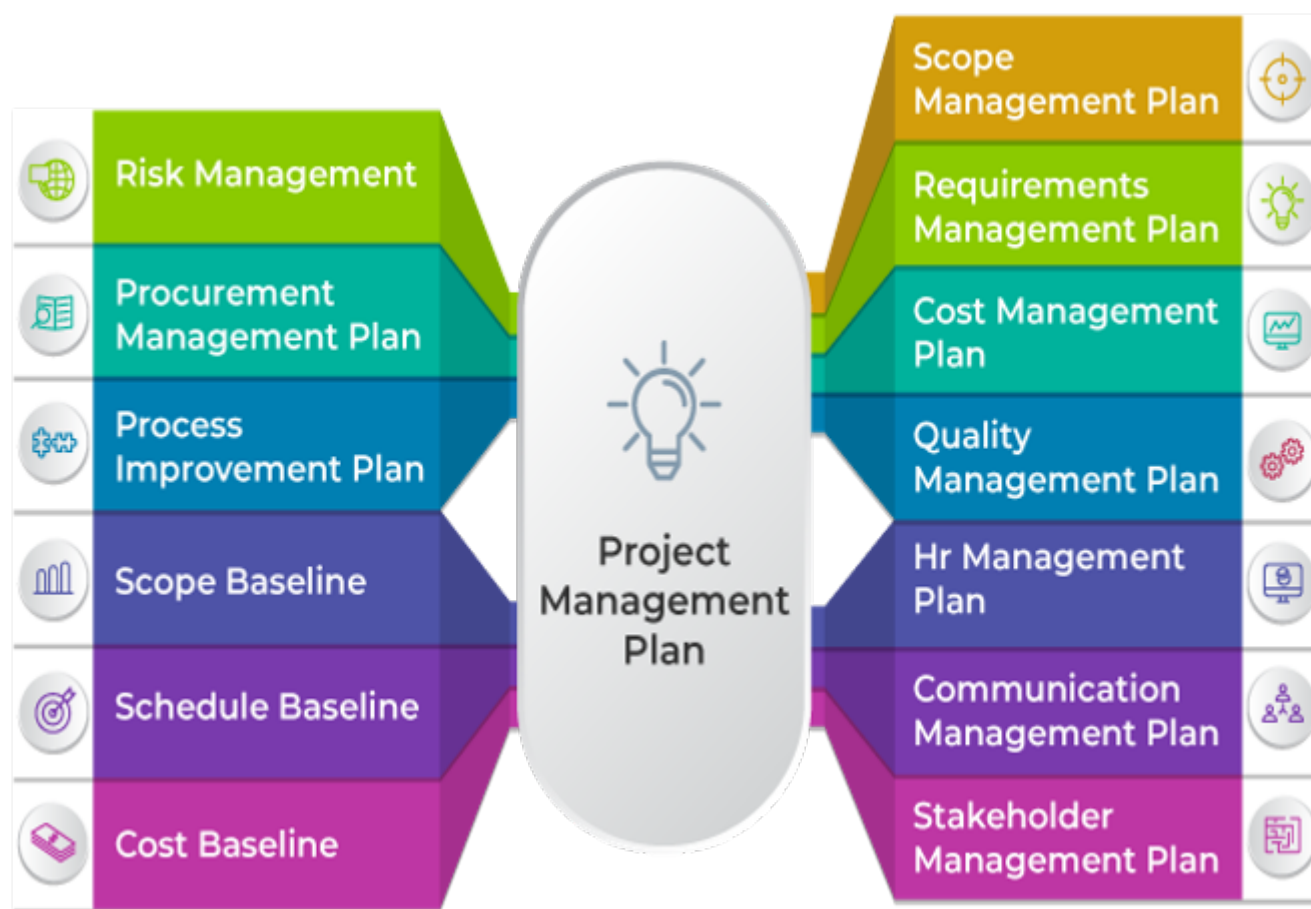 Risk Management
Procurement
Management Plan
Process
Improvement Plan
Scope Baseline
Schedule Baseline
Cost Baseline
Project
Management
Plan
Scope
Management Plan
Requirements
Management Plan
Cost Management
Plan
Quality
Management Plan
Hr Management
Plan
Communication
Management Plan
Stakeholder
Management Plan